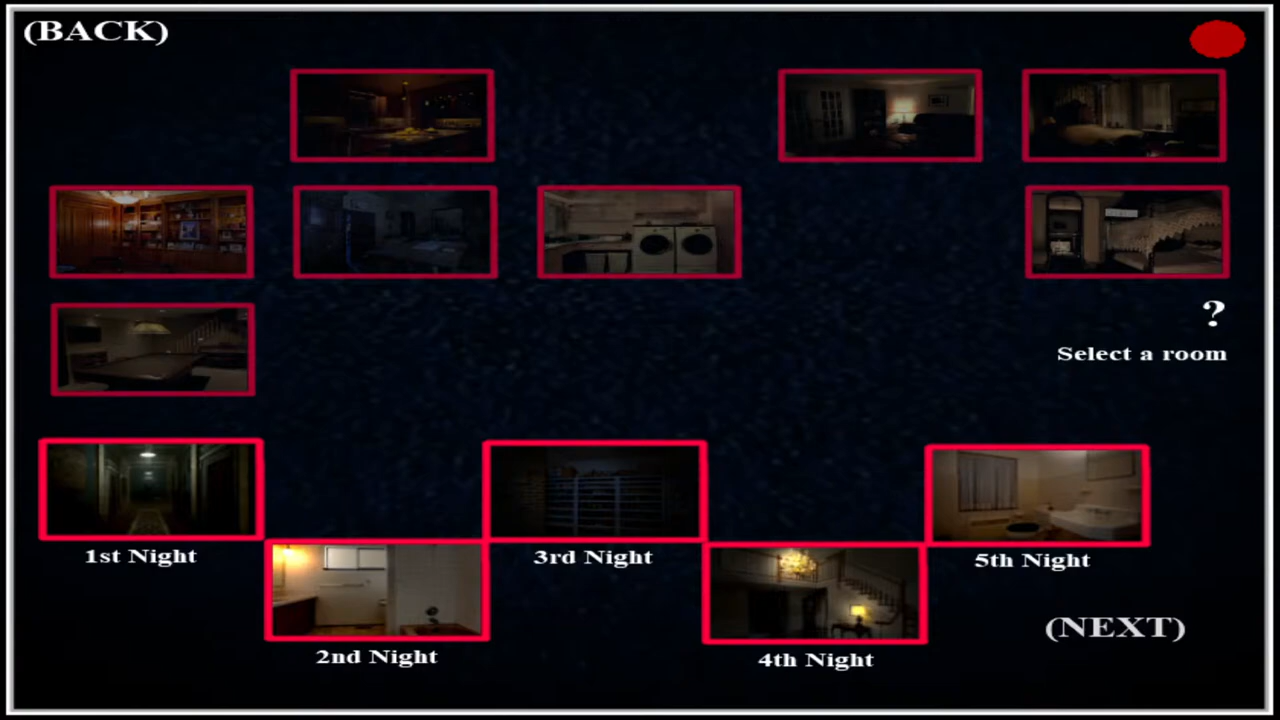 (BACK)
?
Select a room
1st Night
3rd Night
5th Night
(NEXT)
2nd Night
4th Night